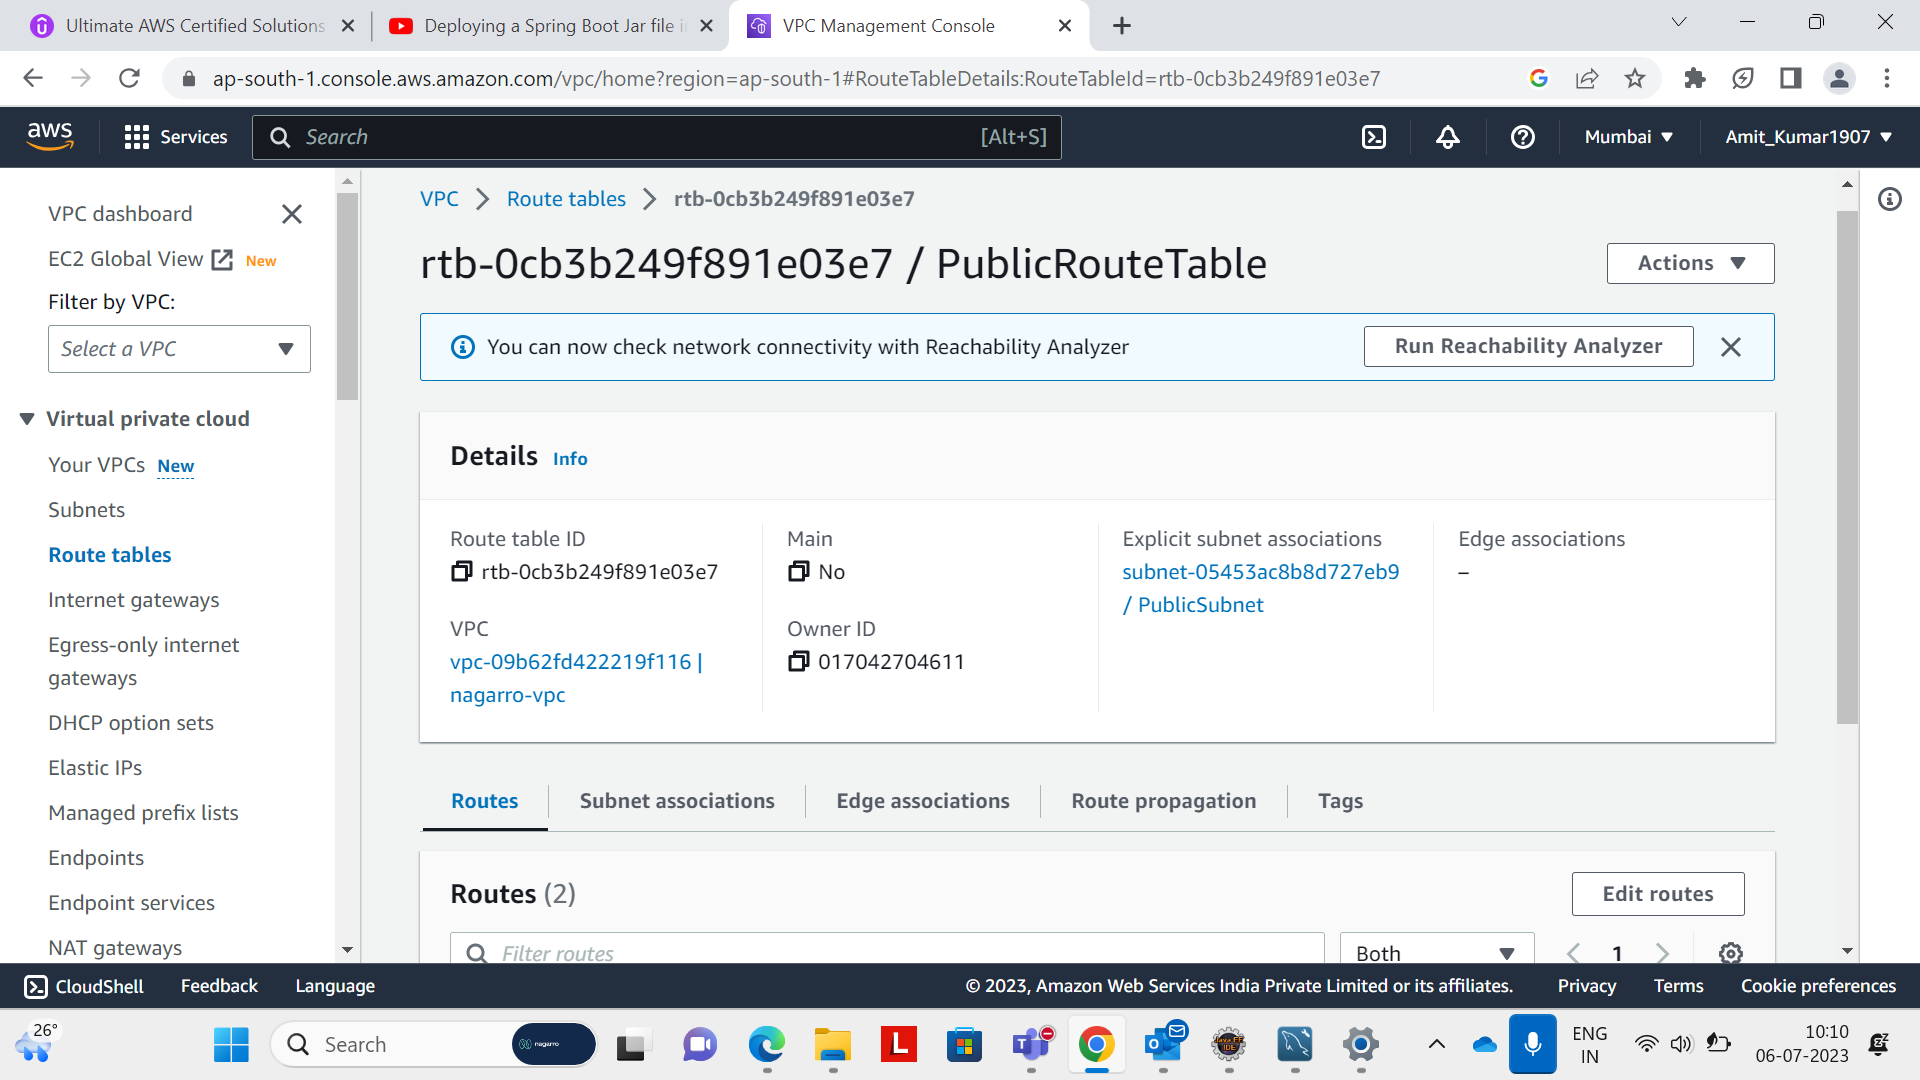 Ultimate AWS Certified Solutions
Deploying a Spring Boot Jar file i
VPC Management Console
ap-south-1.console.aws.amazon.com/vpc/home?region=ap-south-1#RouteTableDetails:RouteTableId=rtb-0cb3b249f891e03e7
aws
Services
Search
[Alt+S]
Mumbai
Amit_Kumar1907
VPC dashboard
EC2 Global View New
Filter by VPC:
Select a VPC
Virtual private cloud
Your VPCs New
Subnets
Route tables
Internet gateways
Egress-only internet
gateways
DHCP option sets
Elastic IPs
Managed prefix lists
Endpoints
Endpoint services
NAT gateways
VPC
Route tables
rtb-0cb3b249f891e03e7
rtb-0cb3b249f891e03e7 / PublicRouteTable
Actions
You can now check network connectivity with Reachability Analyzer
Run Reachability Analyzer
Details Info
Route table ID
rtb-0cb3b249f891e03e7
VPC
vpc-09b62fd422219f116 |
nagarro-vpc
Main
No
Owner ID
017042704611
Explicit subnet associations
subnet-05453ac8b8d727eb9
/ PublicSubnet
Edge associations
–
Routes
Subnet associations
Edge associations
Route propagation
Tags
Routes (2)
Edit routes
Filter routes
Both
1
CloudShell
Feedback
Language
© 2023, Amazon Web Services India Private Limited or its affiliates.
Privacy
Terms
Cookie preferences
26°
Search
nagarro
ENG
IN
10:10
06-07-2023